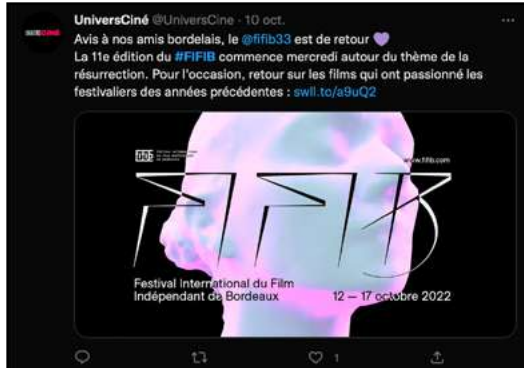 UniversCiné @UniversCine · 10 oct.
Avis à nos amis bordelais, le @fifib33 est de retour 💜
La 11e édition du #FIFIB commence mercredi autour du thème de la
résurrection. Pour l'occasion, retour sur les films qui ont passionné les
festivaliers des années précédentes : swll.to/a9uQ2
www.fifib.com
FIFIB
Festival International du Film
Indépendant de Bordeaux
12 — 17 octobre 2022
1